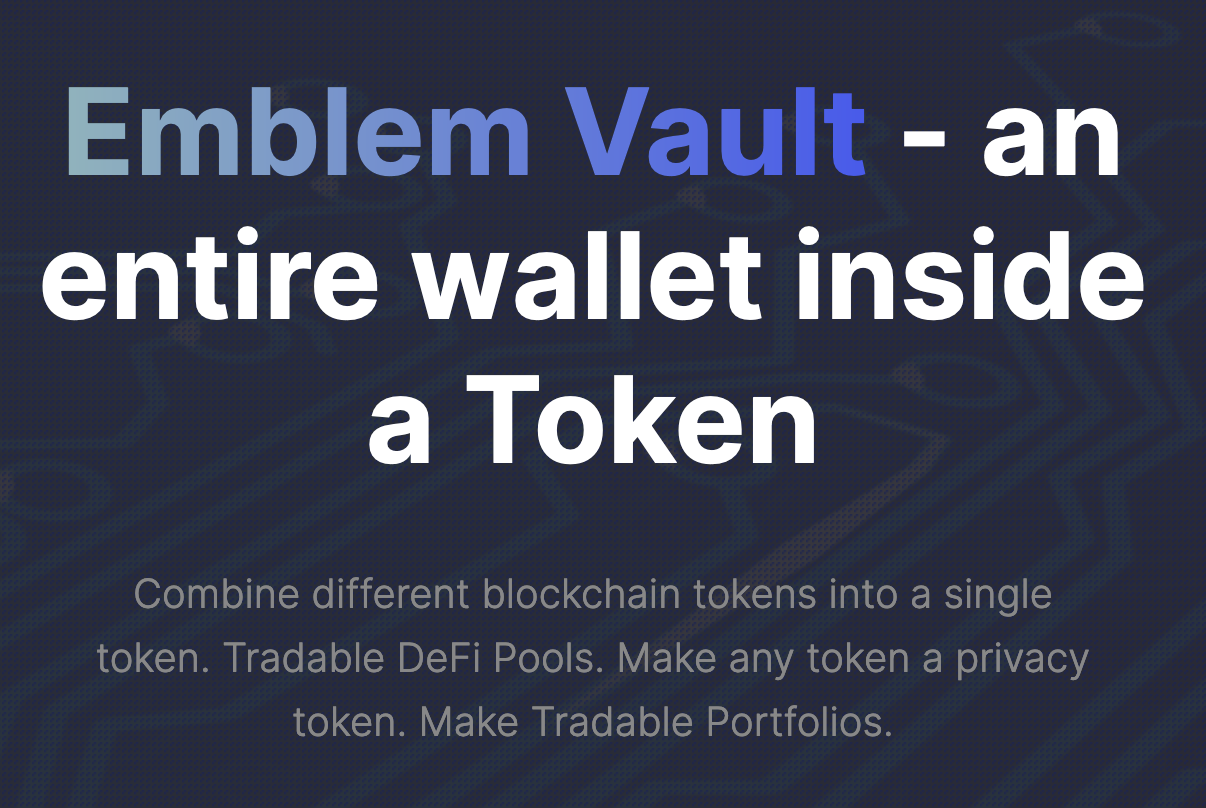 Emblem Vault - an
entire wallet inside
a Token
Combine different blockchain tokens into a single
token. Tradable DeFi Pools. Make any token a privacy
token. Make Tradable Portfolios.